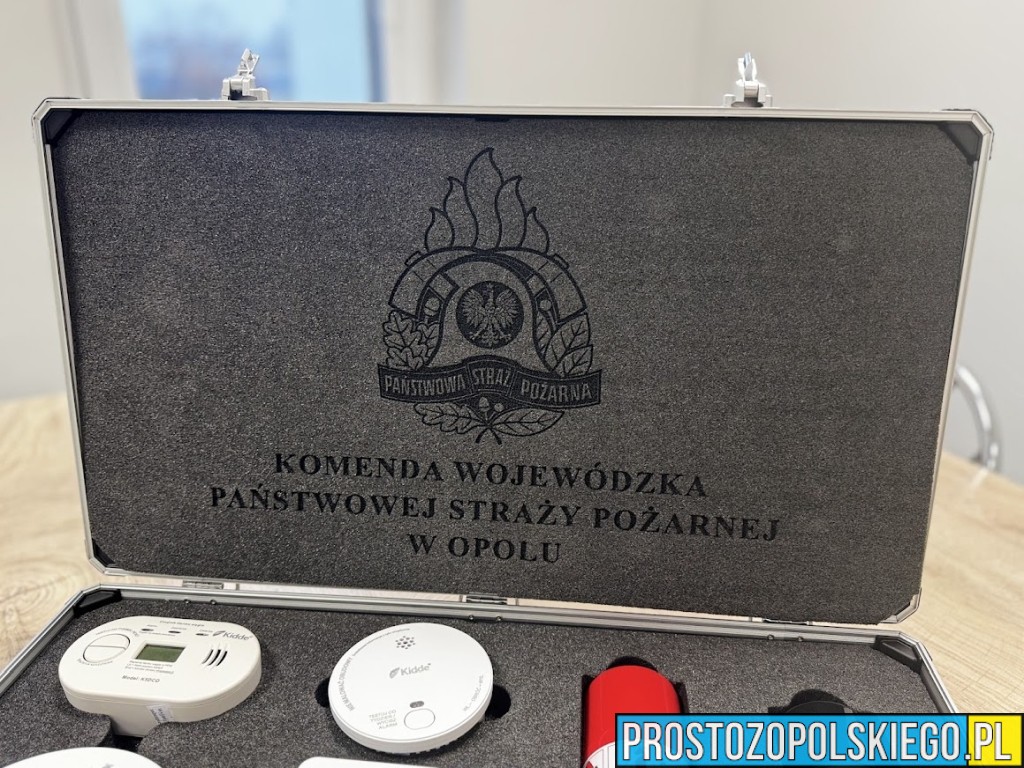 PAŃSTWOWA STRAŻ POŻARNA
KOMENDA WOJEWÓDZKA
PAŃSTWOWEJ STRAŻY POŻARNEJ
W OPOLU
Kidde
Kidde
PROSTOZOPOLSKIEGO.PL